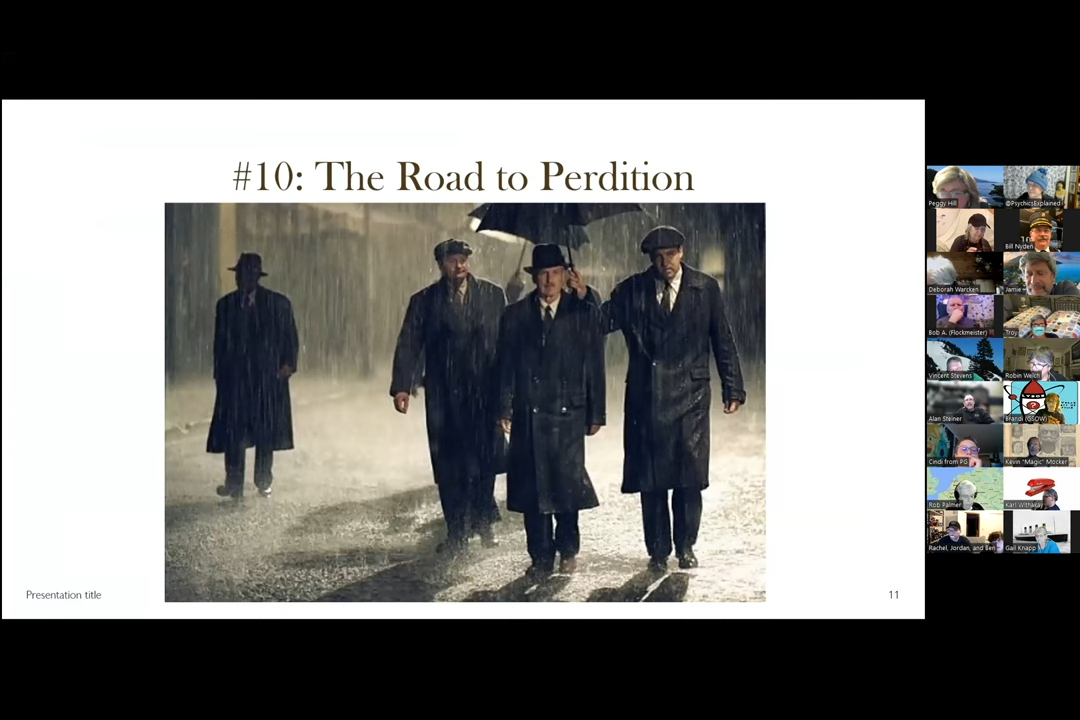 #10: The Road to Perdition
Presentation title
11
Peggy Hill
@PsychicsExplained
Bill Nyden
Deborah Warcken
Jamie
Bob A. (Flockmeister)
Troy
Vincent Stevens
Robin Welch
Alan Steiner
Brandi (GSOW)
Cindi from PG
Kevin "Magic" Mocker
Rob Palmer
Karl Withakay
Rachel, Jordan, and Ben
Gail Knapp